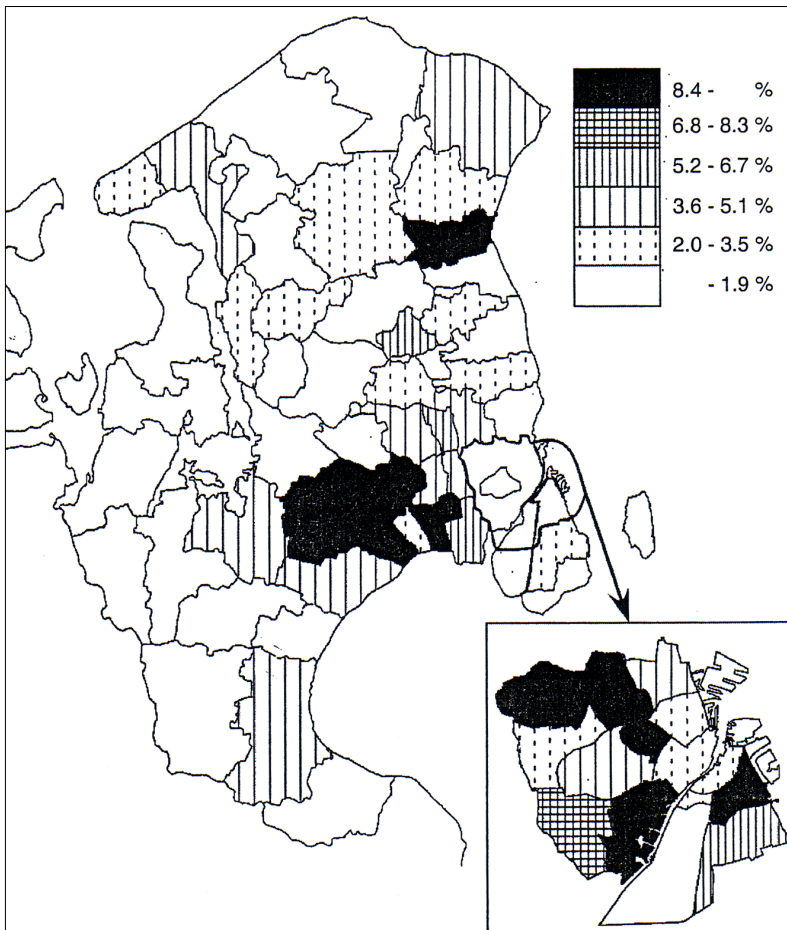 8.4 - %
6.8 - 8.3 %
5.2 - 6.7 %
3.6 - 5.1 %
2.0 - 3.5 %
- 1.9 %